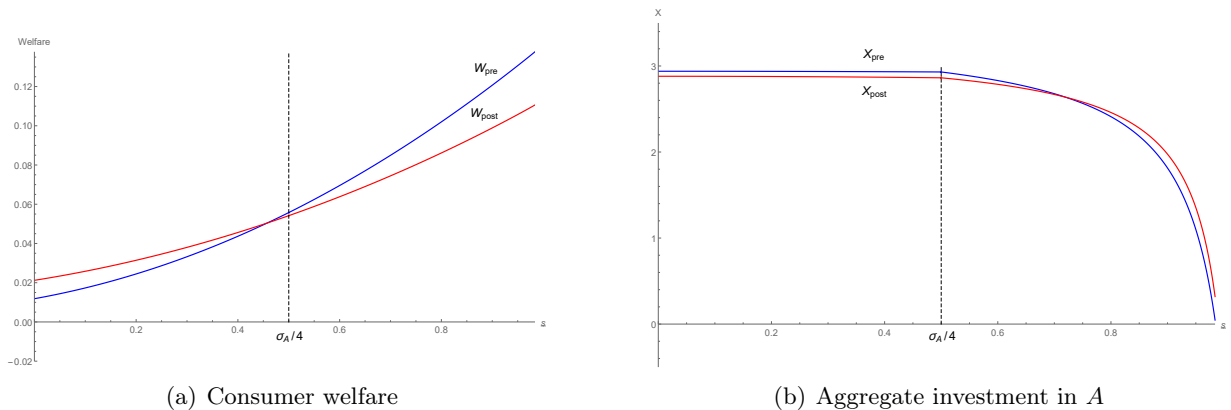 Welfare
0.12
0.10
0.08
0.06
0.04
0.02
0.00
−0.02
0.2
0.4
0.6
0.8
W_pre
W_post
σ_A/4
(a) Consumer welfare
X
3
2
1
0
0.2
0.4
0.6
0.8
X_pre
X_post
σ_A/4
(b) Aggregate investment in A